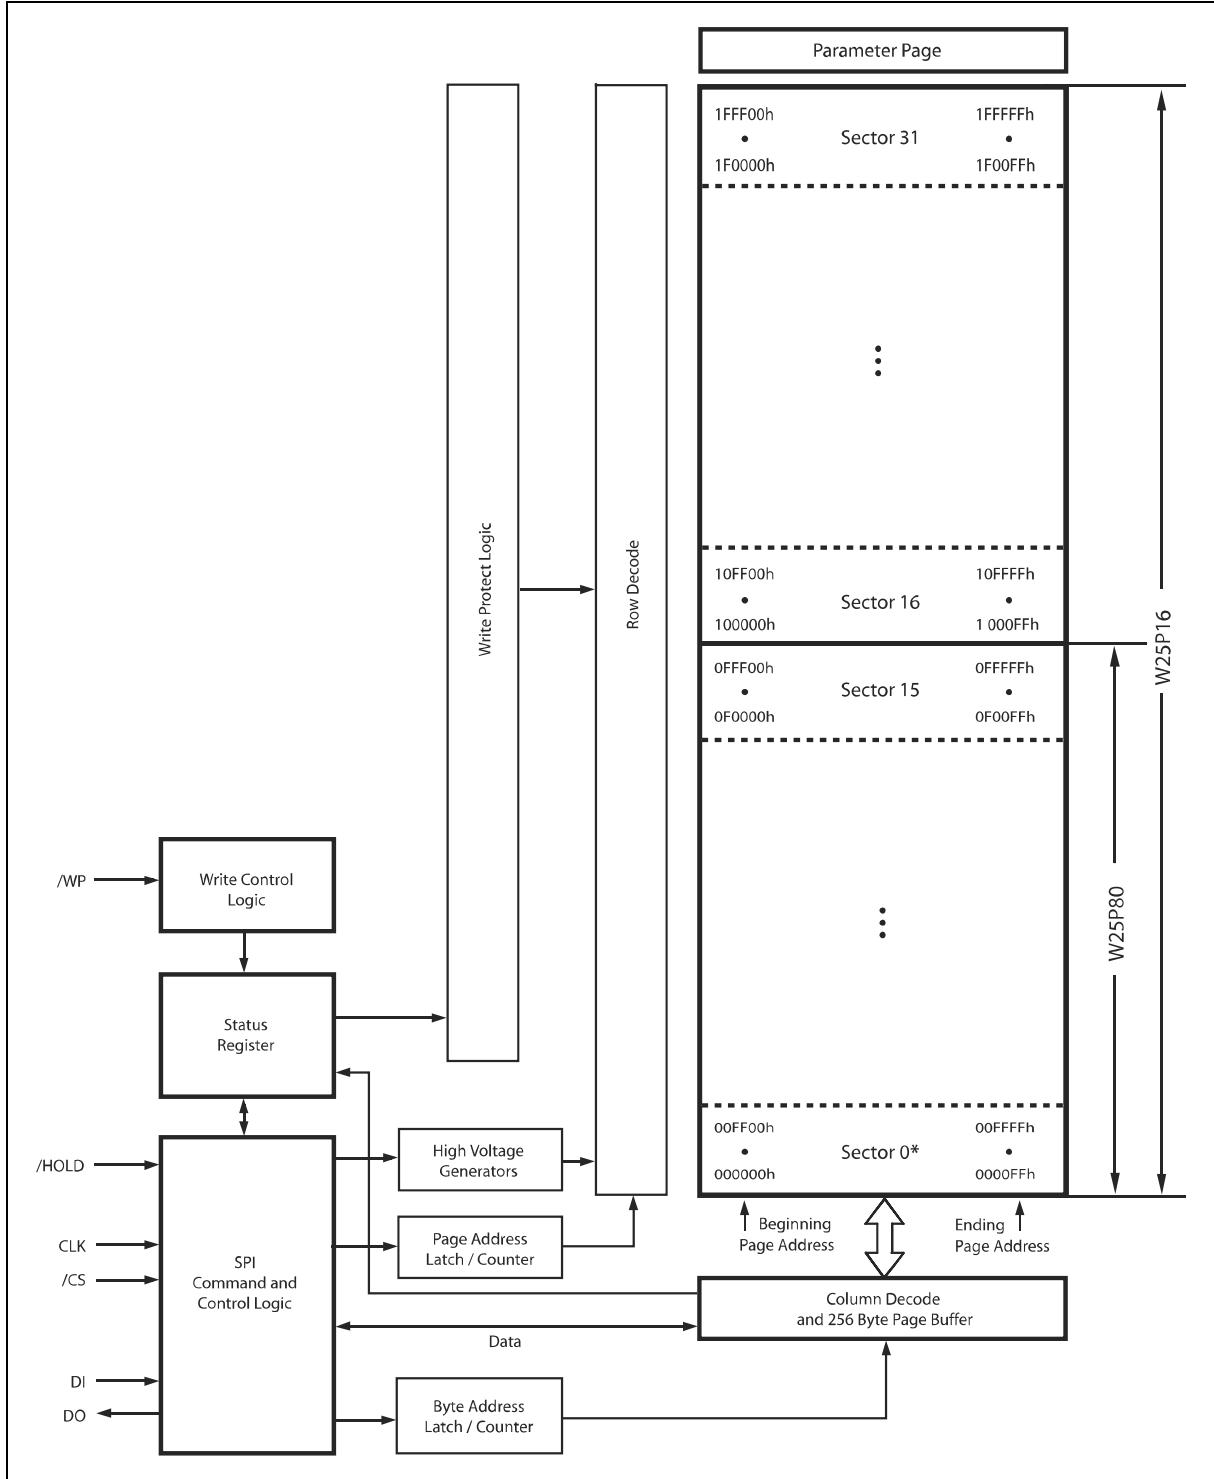 Parameter Page
1FFF00h
1FFFFFh
Sector 31
1F0000h
1F00FFh
Write Protect Logic
Row Decode
10FF00h
10FFFFh
Sector 16
100000h
1 000FFh
W25P16
0FFF00h
0FFFFFh
Sector 15
0F0000h
0F00FFh
W25P80
/WP
Write Control
Logic
Status
Register
/HOLD
High Voltage
Generators
00FF00h
00FFFFh
Sector 0*
000000h
0000FFh
Beginning
Page Address
Ending
Page Address
CLK
/CS
SPI
Command and
Control Logic
Page Address
Latch / Counter
Column Decode
and 256 Byte Page Buffer
Data
DI
DO
Byte Address
Latch / Counter